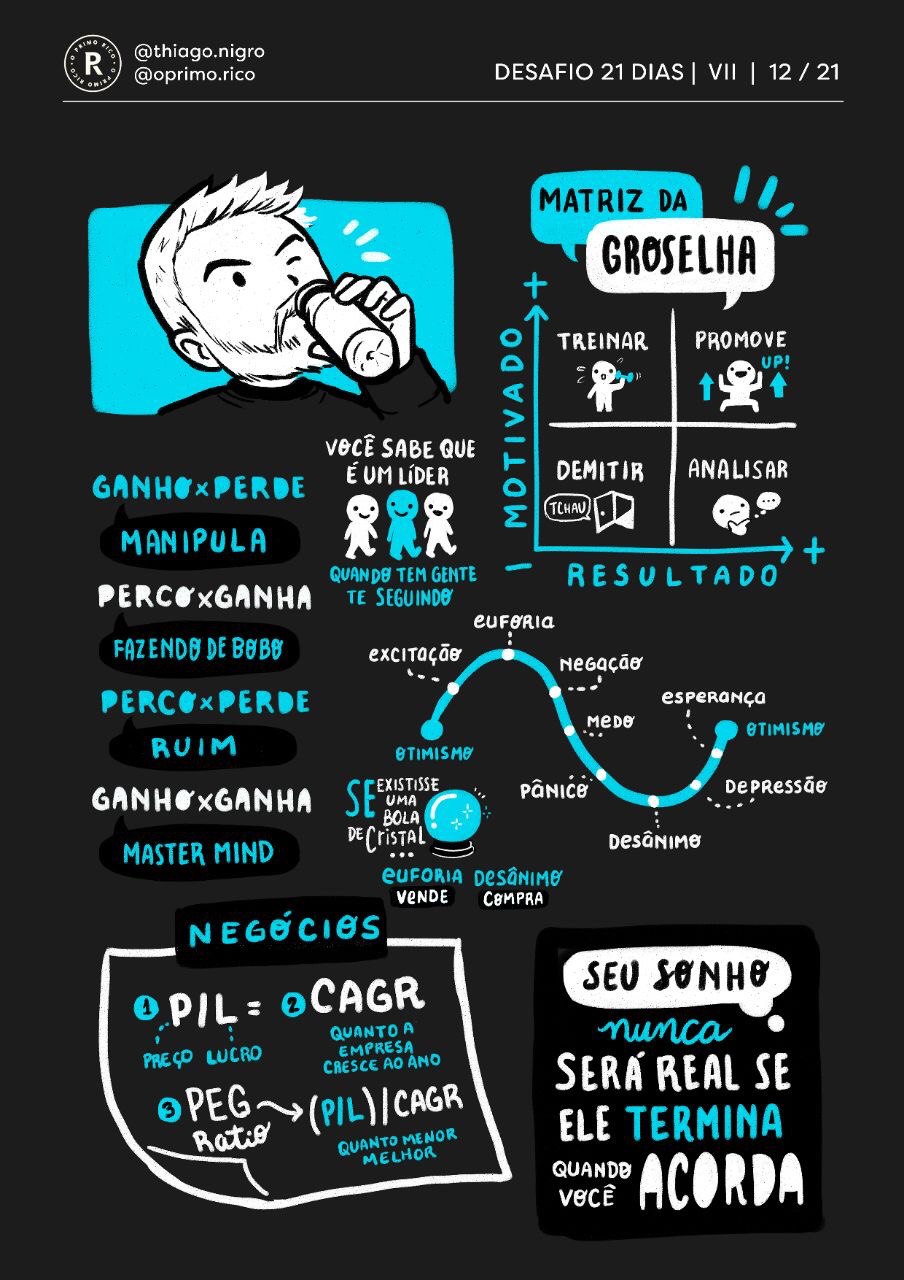 O PRIMO RICO • O PRIMO RICO •
R
@thiago.nigro
@oprimo.rico
DESAFIO 21 DIAS | VII | 12 / 21
MATRIZ DA
GROSELHA
+
MOTIVADO
TREINAR
PROMOVE
UP!
DEMITIR
TCHAU
ANALISAR
–
RESULTADO
+
VOCÊ SABE QUE
É UM LÍDER
QUANDO TEM GENTE
TE SEGUINDO
GANHO x PERDE
MANIPULA
PERCO x GANHA
FAZENDO DE BOBO
PERCO x PERDE
RUIM
GANHO x GANHA
MASTER MIND
OTIMISMO
excitação
euforia
negação
medo
pânico
desânimo
depressão
esperança
OTIMISMO
SE EXISTISSE
UMA
BOLA
DE CRISTAL
...
euforia
VENDE
desânimo
COMPRA
NEGÓCIOS
1 P/L =
PREÇO LUCRO
2 CAGR
QUANTO A
EMPRESA
CRESCE AO ANO
3 PEG
Ratio
(P/L)/CAGR
QUANTO MENOR
MELHOR
SEU SONHO
nunca
SERÁ REAL SE
ELE TERMINA
QUANDO
VOCÊ
ACORDA